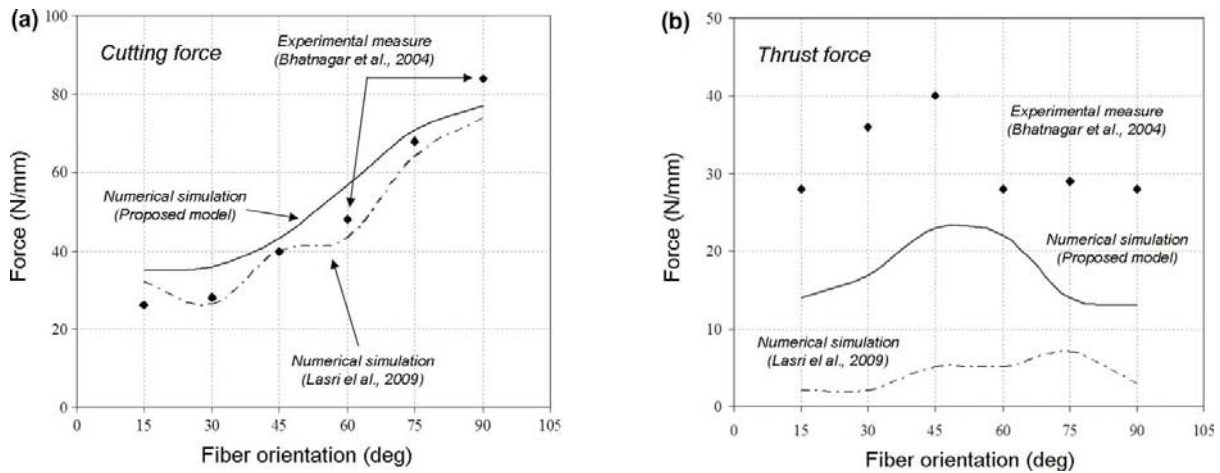 (a)
Cutting force
Experimental measure
(Bhatnagar et al., 2004)
Numerical simulation
(Proposed model)
Numerical simulation
(Lasri el al., 2009)
Force (N/mm)
100
80
60
40
20
0
0 15 30 45 60 75 90 105
Fiber orientation (deg)
(b)
Thrust force
Experimental measure
(Bhatnagar et al., 2004)
Numerical simulation
(Proposed model)
Numerical simulation
(Lasri et al., 2009)
Force (N/mm)
50
40
30
20
10
0
0 15 30 45 60 75 90 105
Fiber orientation (deg)